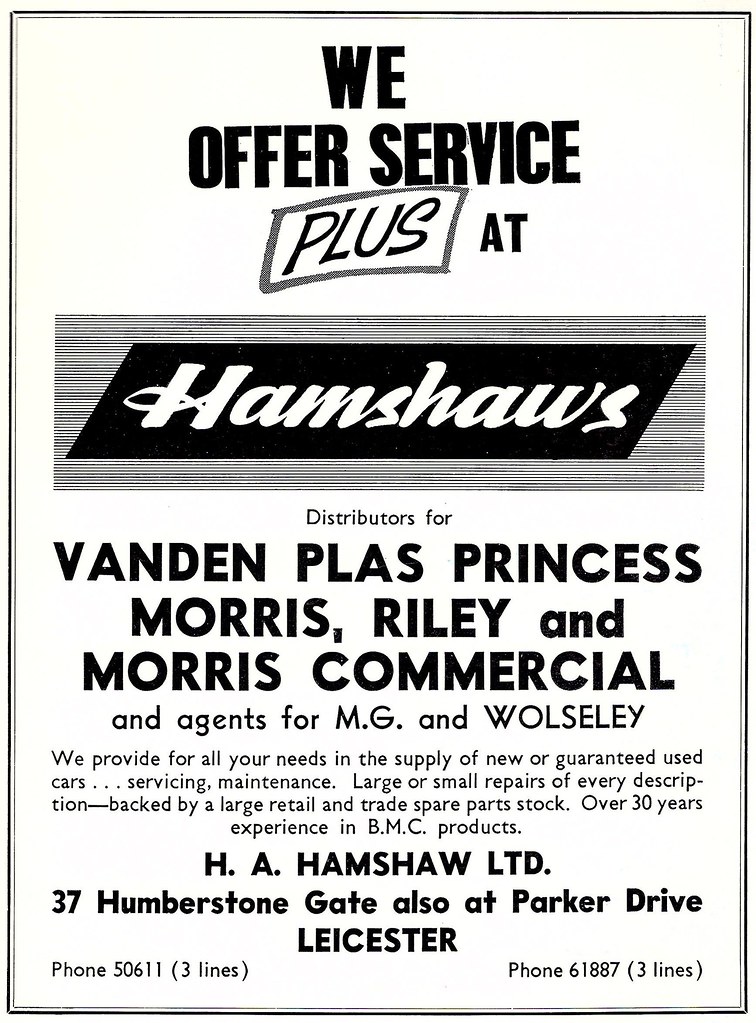 WE
OFFER SERVICE
PLUS AT
Hamshaws
Distributors for
VANDEN PLAS PRINCESS
MORRIS, RILEY and
MORRIS COMMERCIAL
and agents for M.G. and WOLSELEY
We provide for all your needs in the supply of new or guaranteed used
cars . . . servicing, maintenance. Large or small repairs of every descrip-
tion—backed by a large retail and trade spare parts stock. Over 30 years
experience in B.M.C. products.
H. A. HAMSHAW LTD.
37 Humberstone Gate also at Parker Drive
LEICESTER
Phone 50611 (3 lines) Phone 61887 (3 lines)